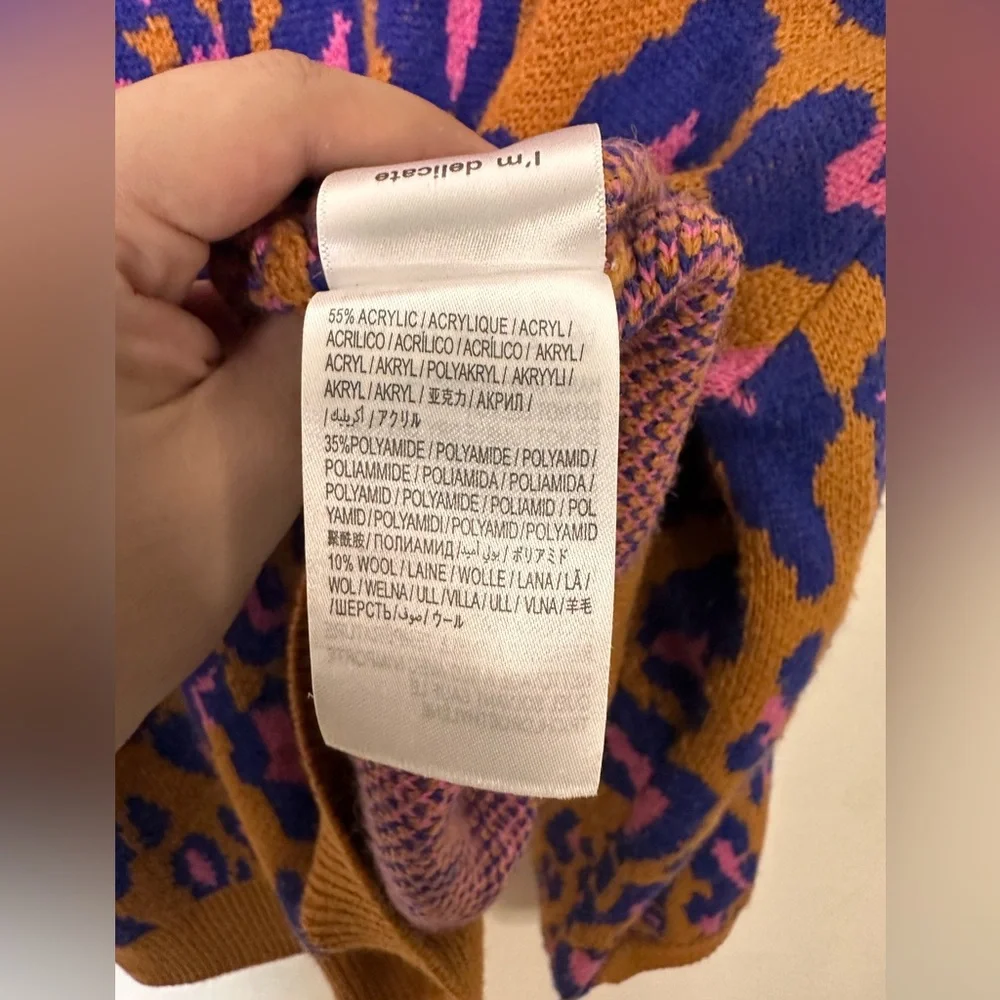 I'm delicate
55% ACRYLIC / ACRYLIQUE / ACRYL /
ACRILICO / ACRÍLICO / ACRÍLICO / AKRYL /
ACRYL / AKRYL / POLYAKRYL / AKRYYLI /
AKRYL / AKRYL / 亚克力 / АКРИЛ /
/ أكريليك / アクリル
35%POLYAMIDE / POLYAMIDE / POLYAMID /
POLIAMMIDE / POLIAMIDA / POLIAMIDA /
POLYAMID / POLYAMIDE / POLIAMID / POL
YAMID / POLYAMIDI / POLYAMID / POLYAMID
聚酰胺 / ПОЛИАМИД / بولي أميد / ポリアミド
10% WOOL / LAINE / WOLLE / LANA / LÃ /
WOL / WELNA / ULL / VILLA / ULL / VLNA / 羊毛
/ ШЕРСТЬ / صوف / ウール